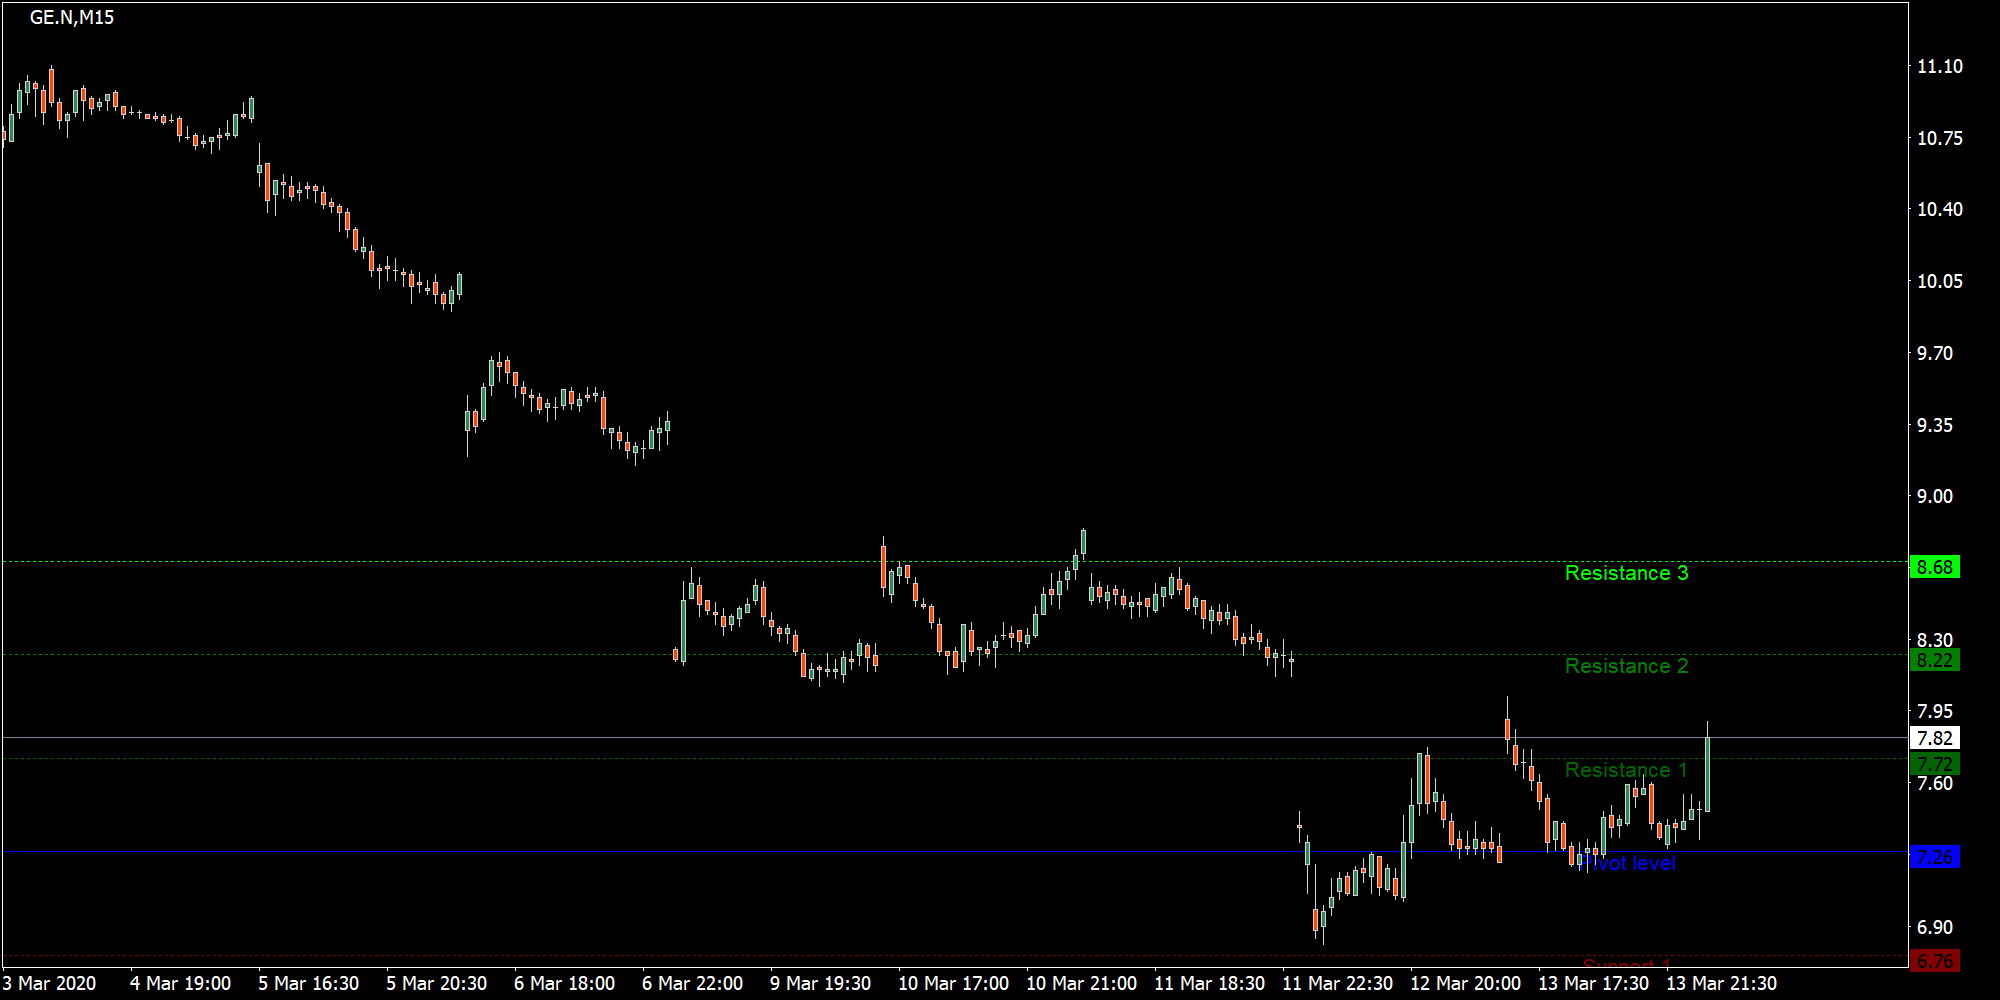 GE.N,M15
11.10
10.75
10.40
10.05
9.70
9.35
9.00
8.68
Resistance 3
8.30
8.22
Resistance 2
7.95
7.82
7.72
Resistance 1
7.60
7.26
Pivot level
6.90
6.76
Support 1
3 Mar 2020 4 Mar 19:00 5 Mar 16:30 5 Mar 20:30 6 Mar 18:00 6 Mar 22:00 9 Mar 19:30 10 Mar 17:00 10 Mar 21:00 11 Mar 18:30 11 Mar 22:30 12 Mar 20:00 13 Mar 17:30 13 Mar 21:30